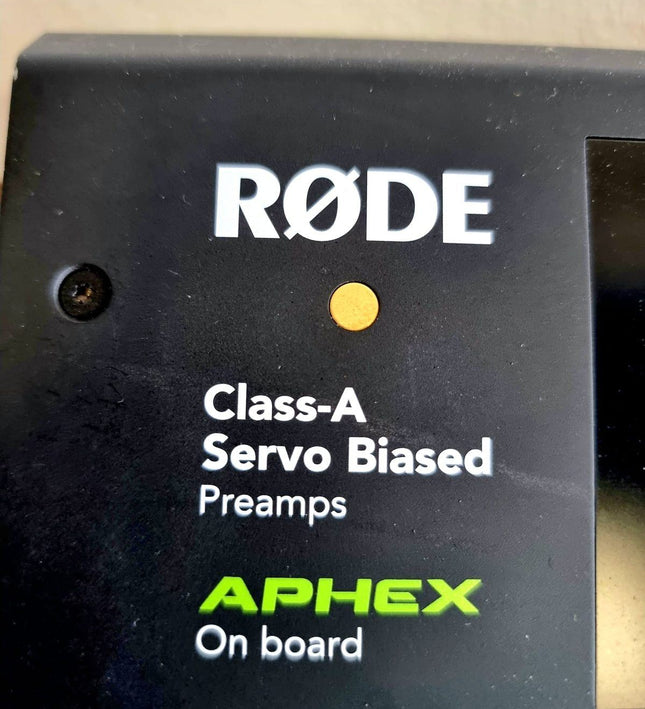 RØDE
Class-A
Servo Biased
Preamps
APHEX
On board